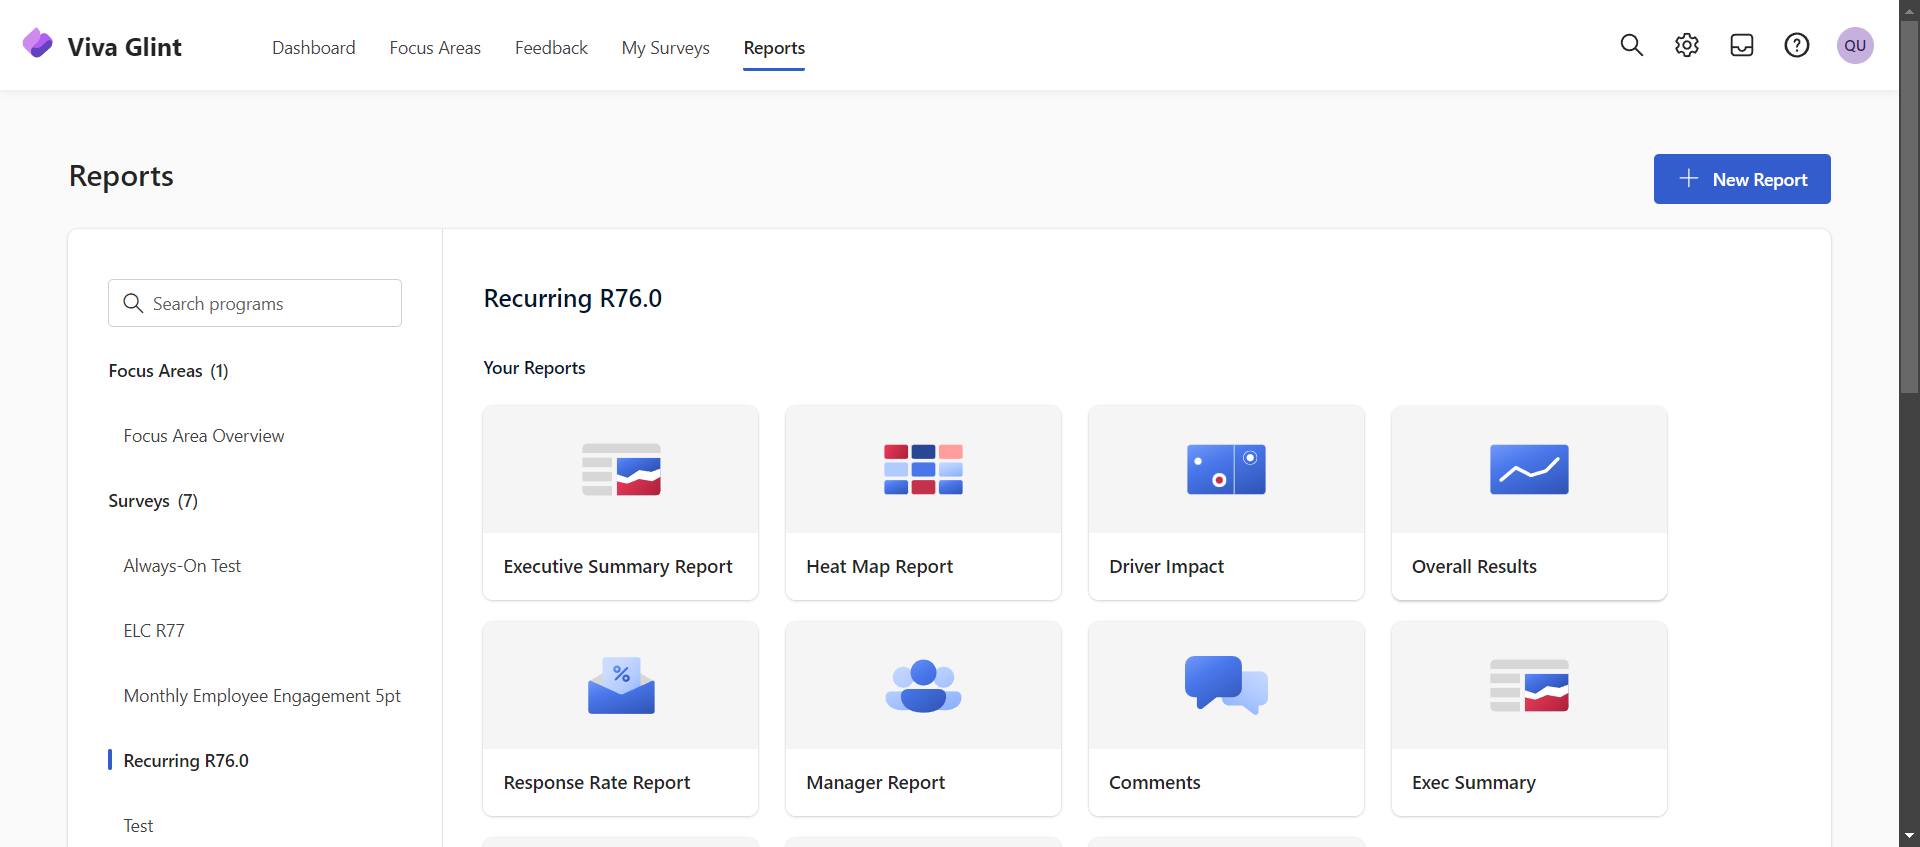 Viva Glint
Dashboard
Focus Areas
Feedback
My Surveys
Reports
QU
Reports
New Report
Search programs
Focus Areas (1)
Focus Area Overview
Surveys (7)
Always-On Test
ELC R77
Monthly Employee Engagement 5pt
Recurring R76.0
Test
Recurring R76.0
Your Reports
Executive Summary Report
Heat Map Report
Driver Impact
Overall Results
%
Response Rate Report
Manager Report
Comments
Exec Summary